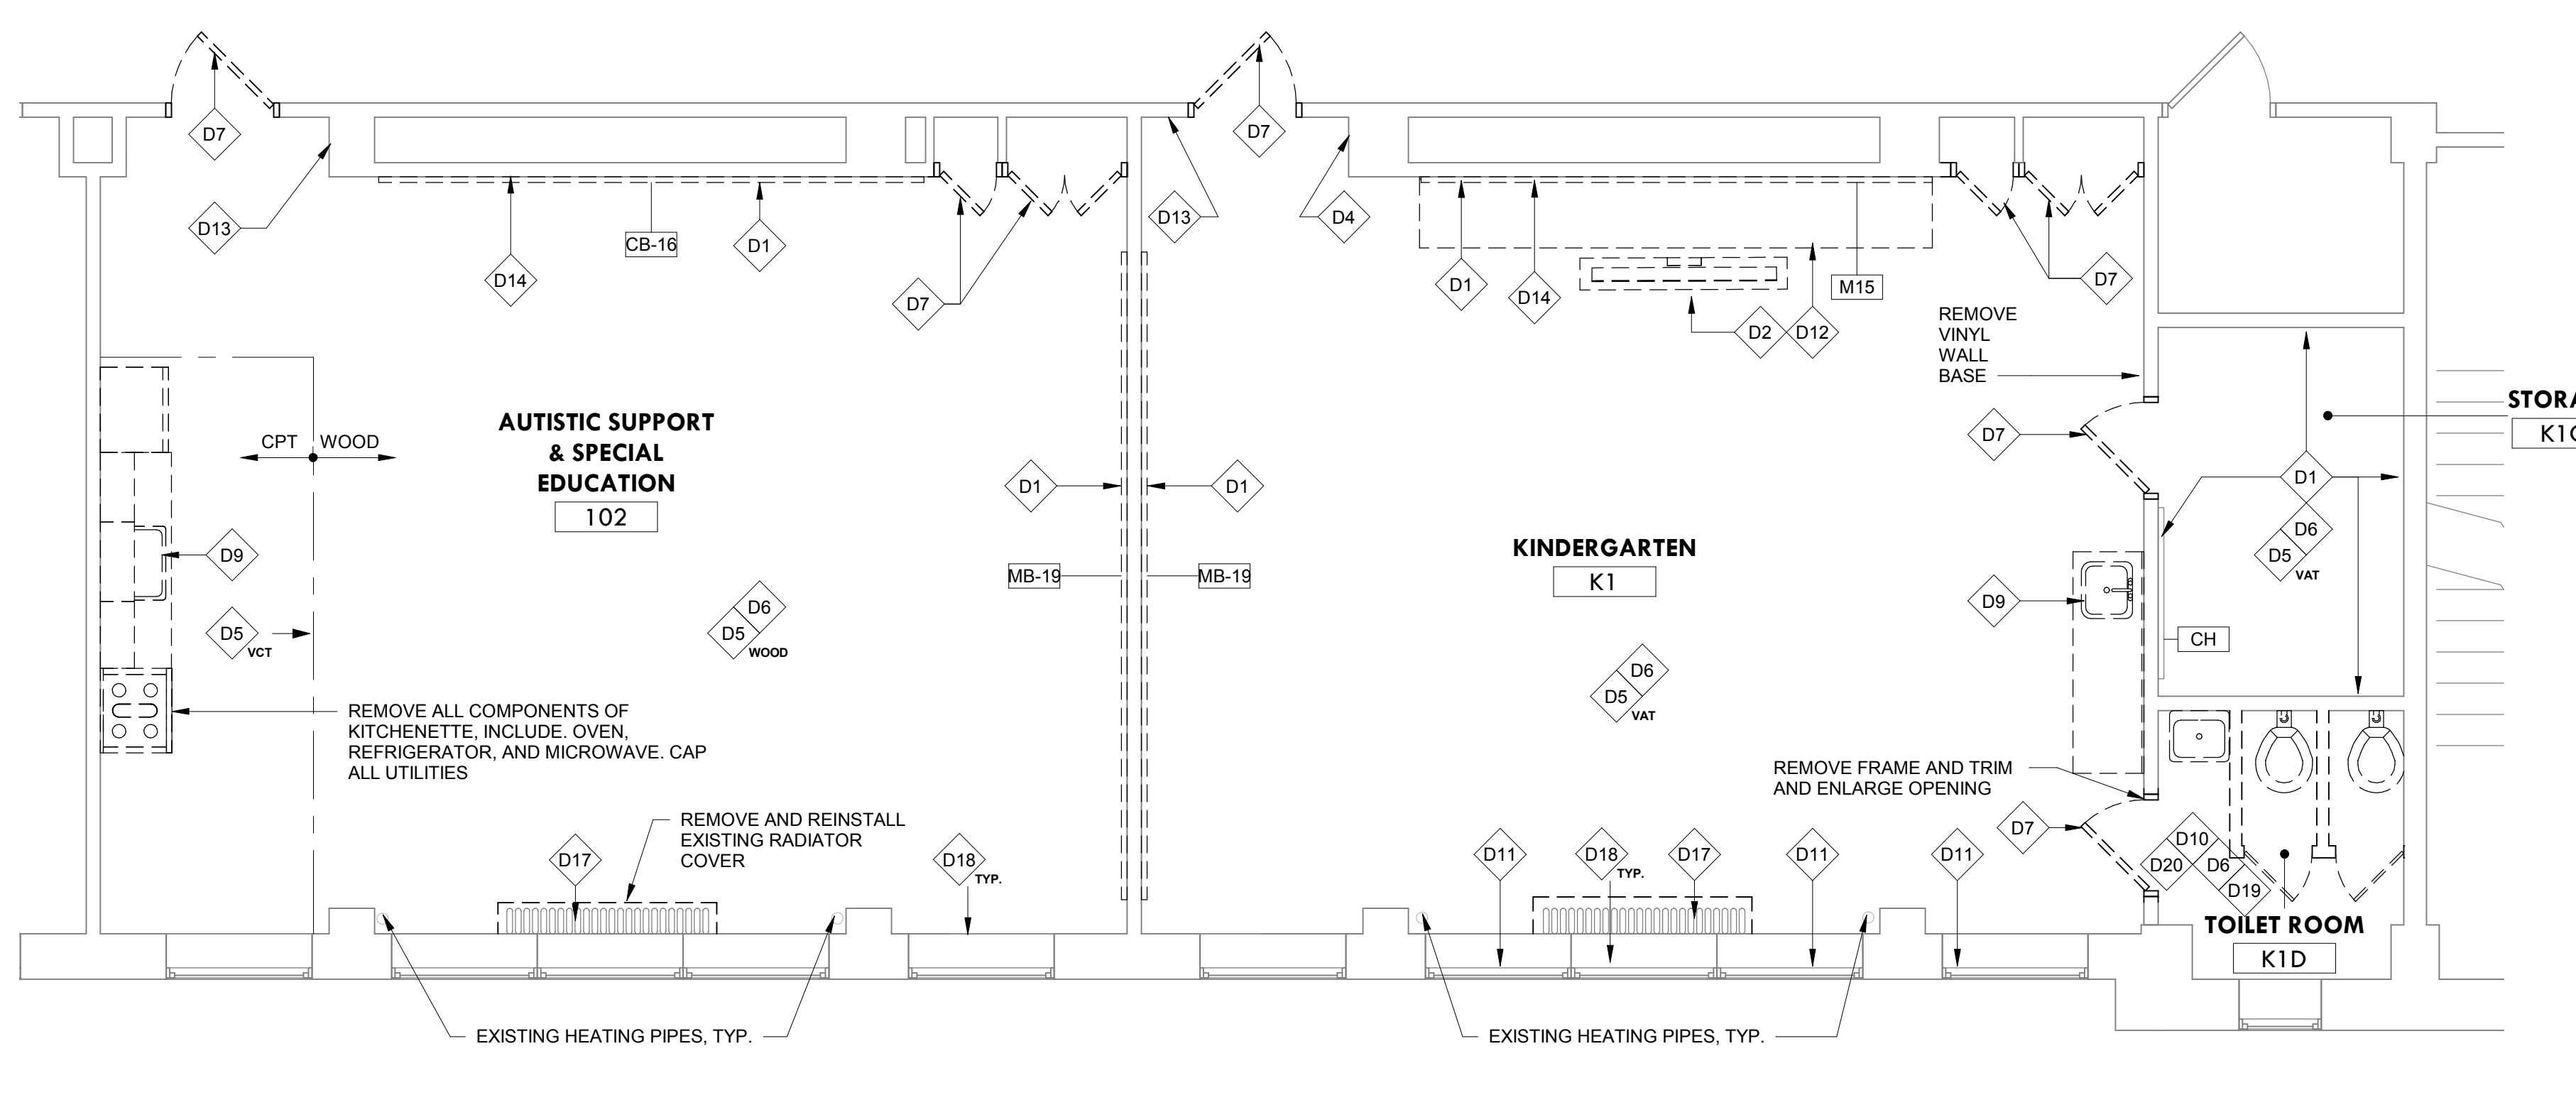 D7
D7
D13
D14
CB-16
D1
D7
D13
D4
D1
D14
D2
D12
M15
D7
REMOVE
VINYL
WALL
BASE
CPT
WOOD
AUTISTIC SUPPORT
& SPECIAL
EDUCATION
102
D1
D1
D7
D1
D6
D5
VAT
K1
KINDERGARTEN
D9
MB-19
MB-19
D9
D5
VCT
D6
D5
WOOD
CH
D6
D5
VAT
REMOVE ALL COMPONENTS OF
KITCHENETTE, INCLUDE. OVEN,
REFRIGERATOR, AND MICROWAVE. CAP
ALL UTILITIES
REMOVE FRAME AND TRIM
AND ENLARGE OPENING
REMOVE AND REINSTALL
EXISTING RADIATOR
COVER
D17
D18
TYP.
D11
D18
TYP.
D17
D11
D11
D7
D10
D20
D6
D19
TOILET ROOM
K1D
EXISTING HEATING PIPES, TYP.
EXISTING HEATING PIPES, TYP.